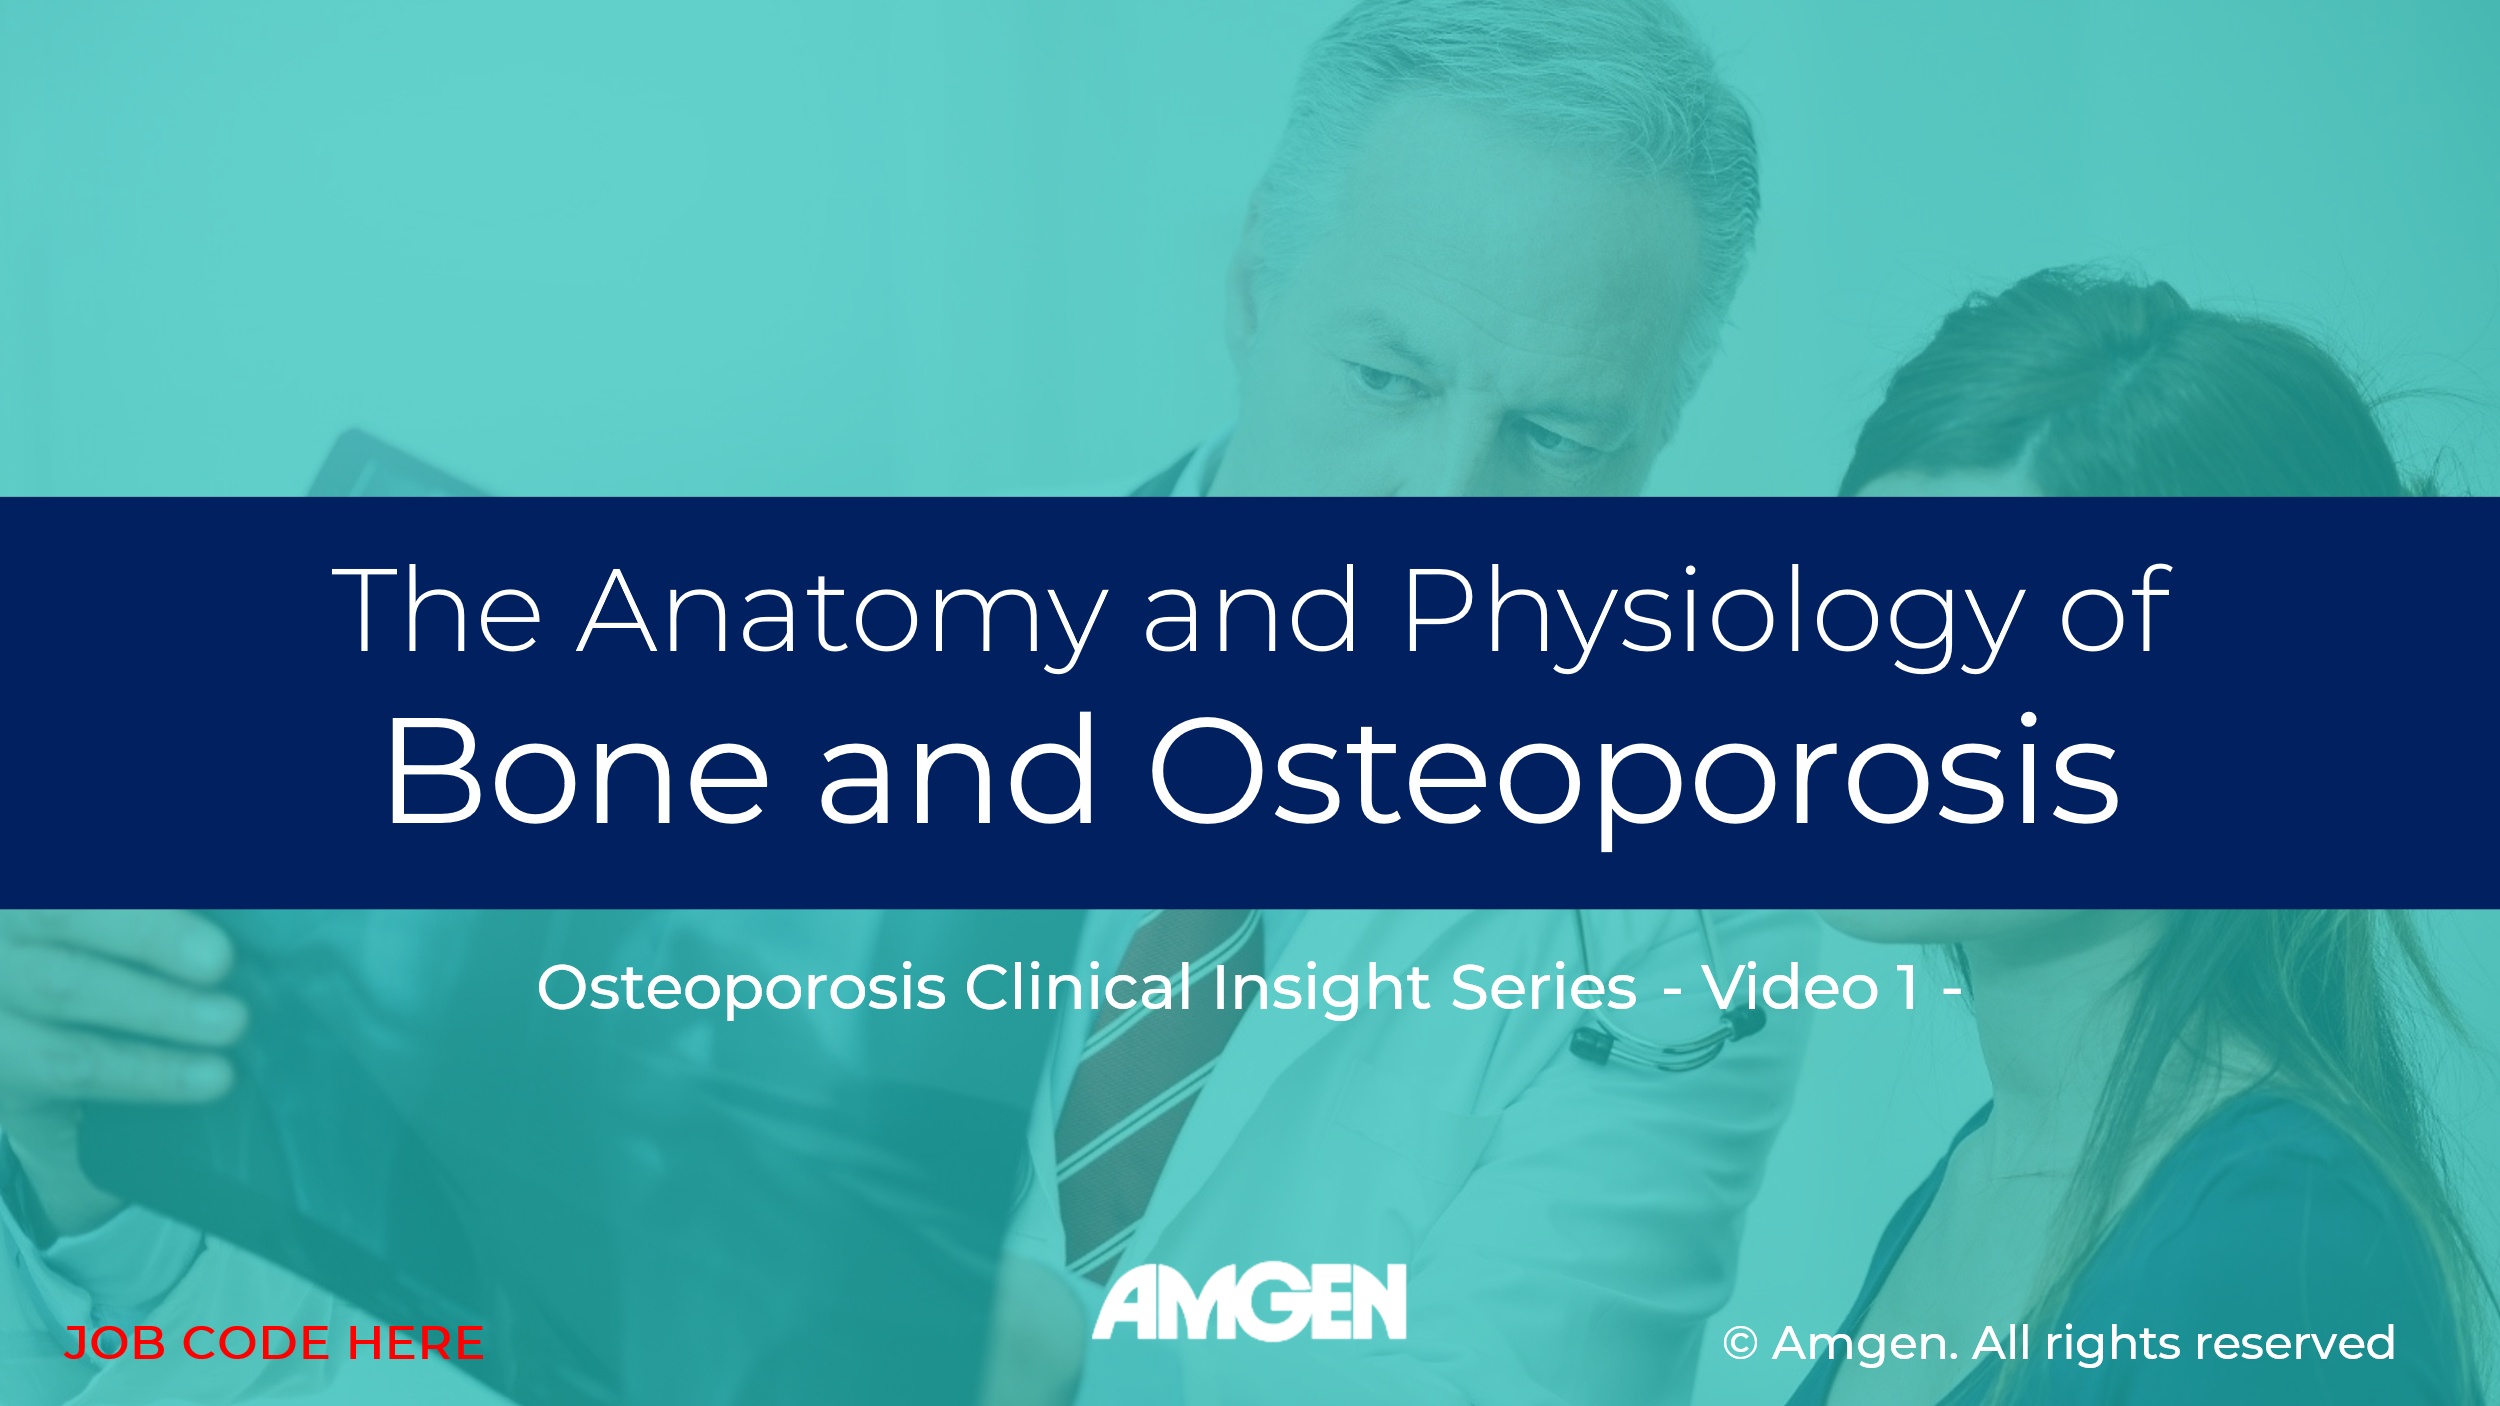 The Anatomy and Physiology of
Bone and Osteoporosis
Osteoporosis Clinical Insight Series - Video 1 -
AMGEN
JOB CODE HERE
© Amgen. All rights reserved